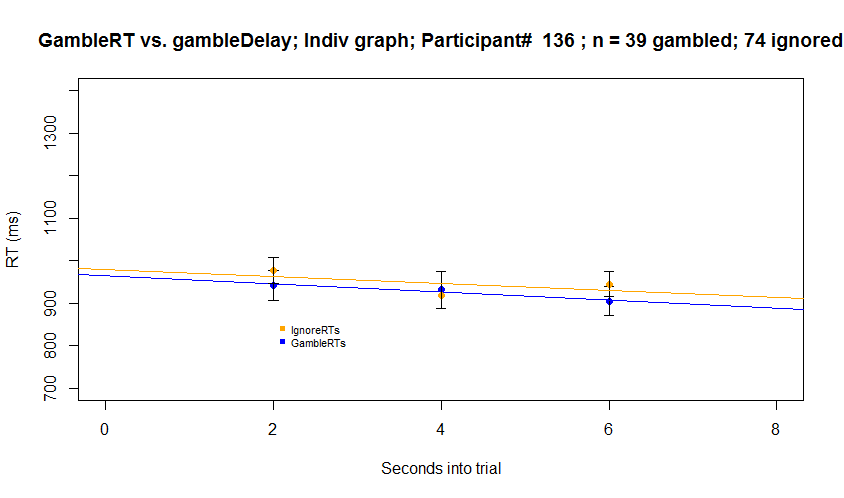 GambleRT vs. gambleDelay; Indiv graph; Participant#  136 ; n = 39 gambled; 74 ignored
1300
1100
900
800
700
RT (ms)
IgnoreRTs
GambleRTs
0 2 4 6 8
Seconds into trial